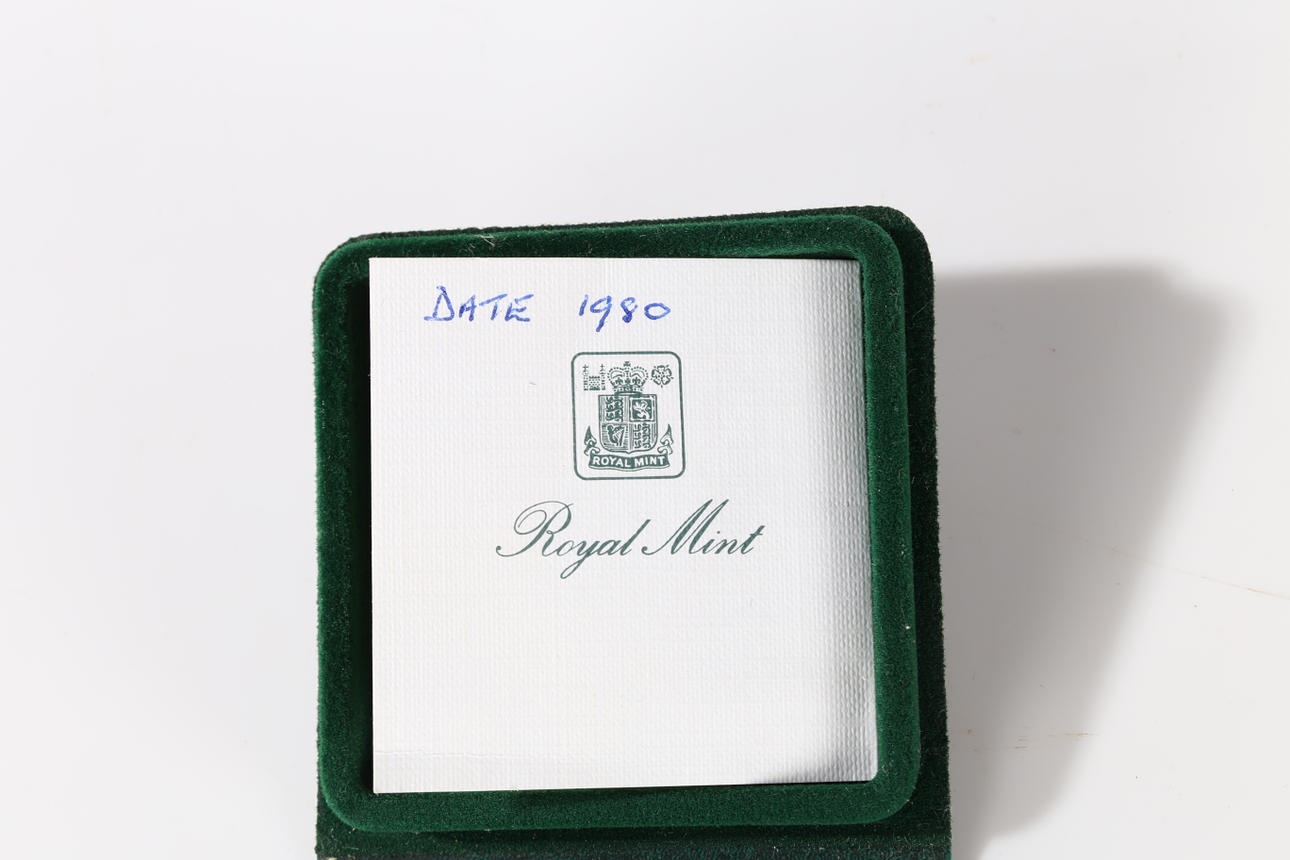 DATE 1980
ROYAL MINT
Royal Mint